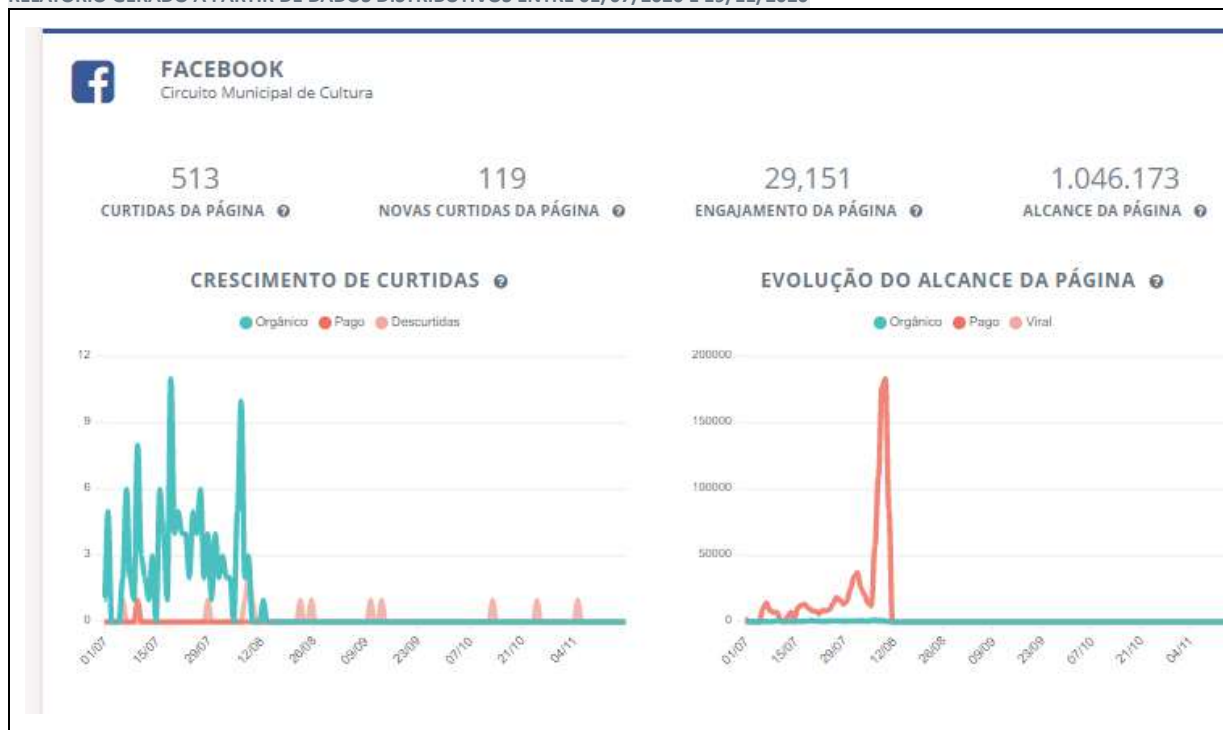 FACEBOOK
Circuito Municipal de Cultura
513
CURTIDAS DA PÁGINA
119
NOVAS CURTIDAS DA PÁGINA
29,151
ENGAJAMENTO DA PÁGINA
1.046.173
ALCANCE DA PÁGINA
CRESCIMENTO DE CURTIDAS
Orgânico Pago Descurtidas
12
9
6
3
0
01/07 15/07 29/07 12/08 26/08 09/09 23/09 07/10 21/10 04/11
EVOLUÇÃO DO ALCANCE DA PÁGINA
Orgânico Pago Viral
200000
150000
100000
50000
0
01/07 15/07 29/07 12/08 26/08 09/09 23/09 07/10 21/10 04/11